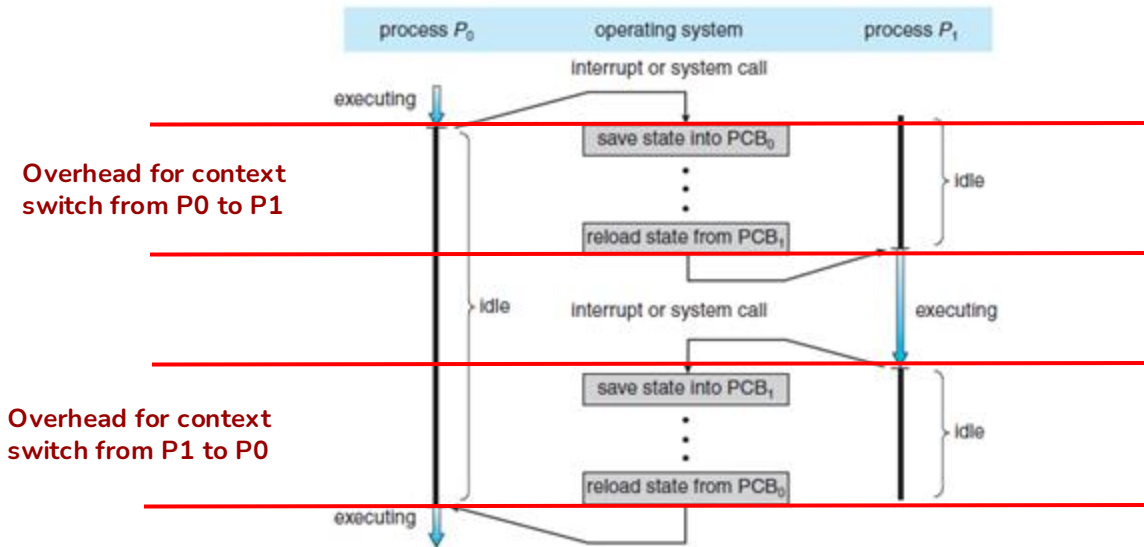 process P₀ operating system process P₁
interrupt or system call
executing
save state into PCB₀
Overhead for context
switch from P0 to P1
idle
reload state from PCB₁
idle
interrupt or system call
executing
save state into PCB₁
Overhead for context
switch from P1 to P0
idle
reload state from PCB₀
executing